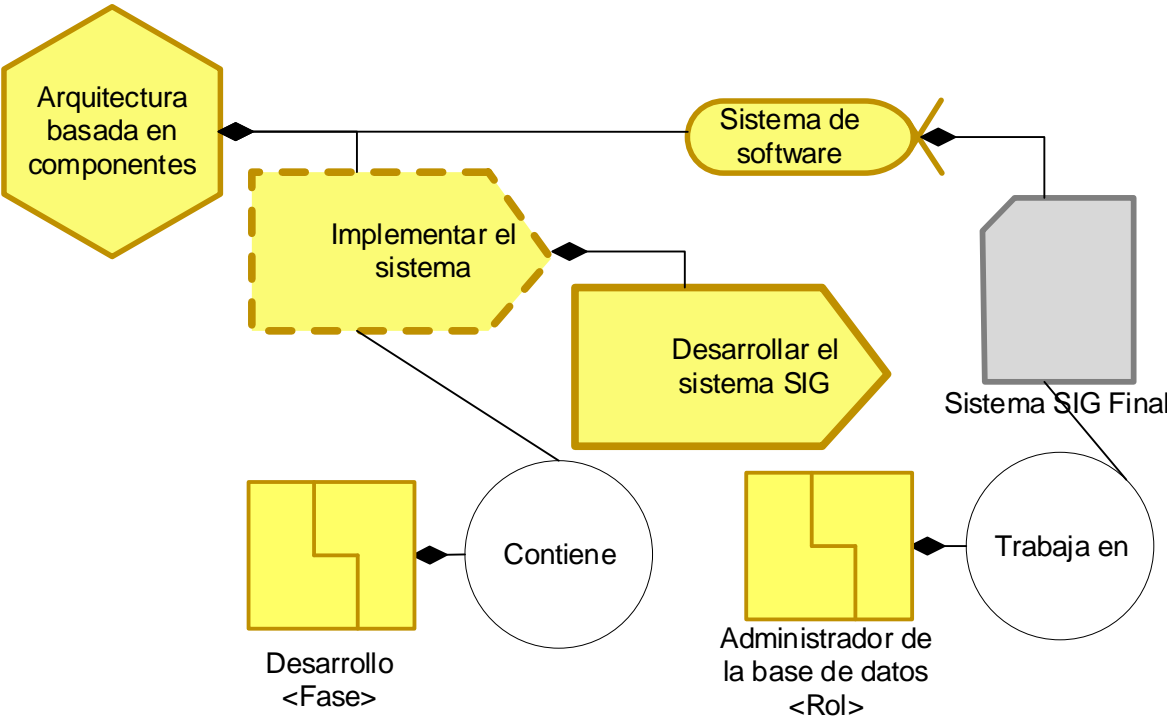 Arquitectura
basada en
componentes
Sistema de
software
Implementar el
sistema
Desarrollar el
sistema SIG
Sistema SIG Final
Contiene
Trabaja en
Desarrollo
<Fase>
Administrador de
la base de datos
<Rol>